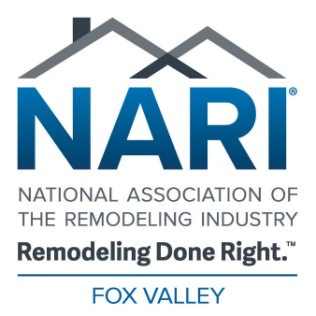 NARI®
NATIONAL ASSOCIATION OF
THE REMODELING INDUSTRY
Remodeling Done Right.™
FOX VALLEY